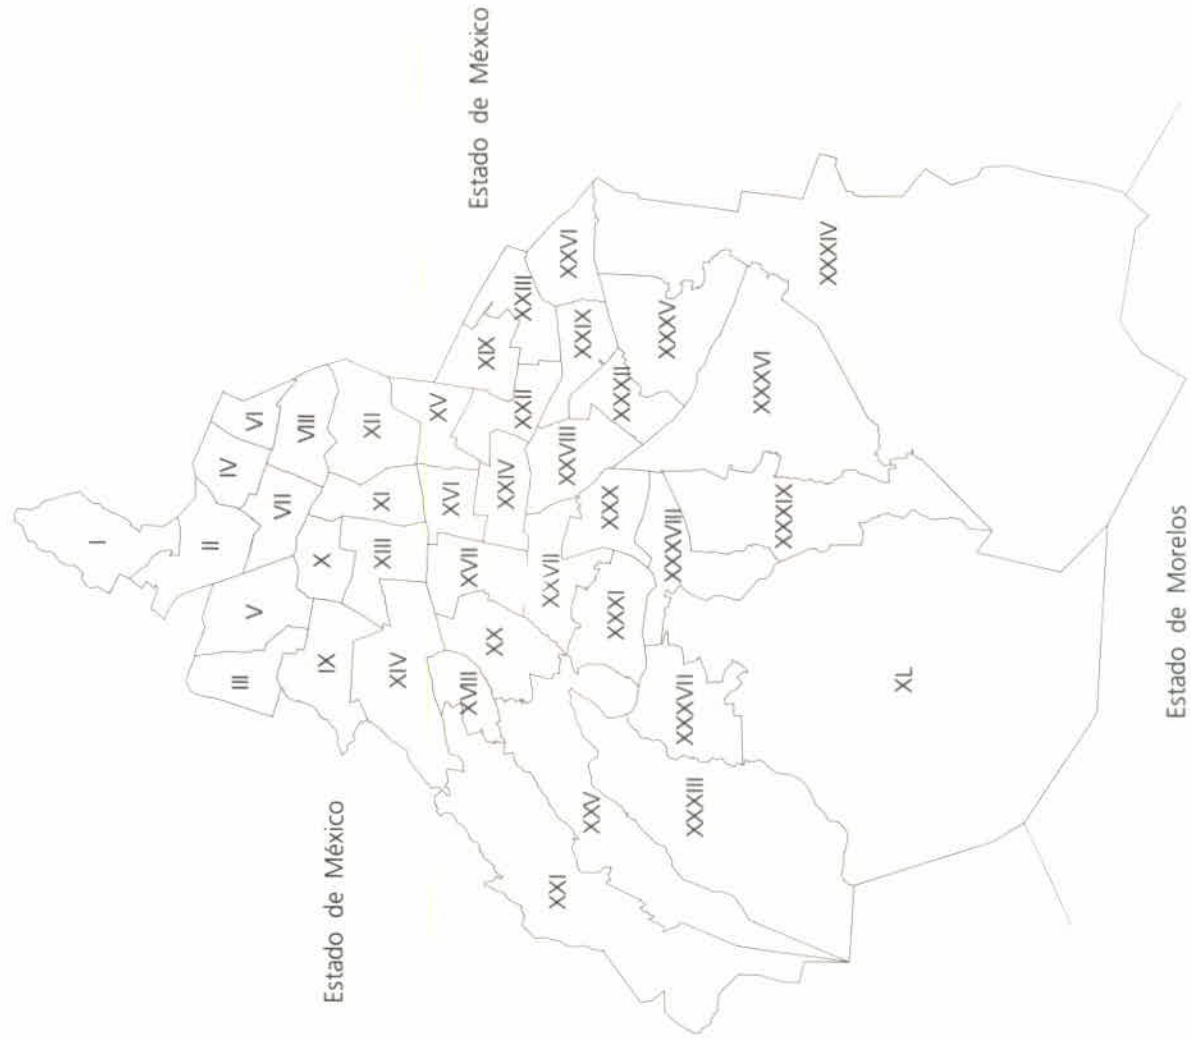 Estado de México
Estado de México
I
II
III
IV
V
VI
VII
VIII
IX
X
XI
XII
XIII
XIV
XV
XVI
XVII
XVIII
XIX
XX
XXI
XXII
XXIII
XXIV
XXV
XXVI
XXVII
XXVIII
XXIX
XXX
XXXI
XXXII
XXXIII
XXXIV
XXXV
XXXVI
XXXVII
XXXVIII
XXXIX
XL
Estado de Morelos